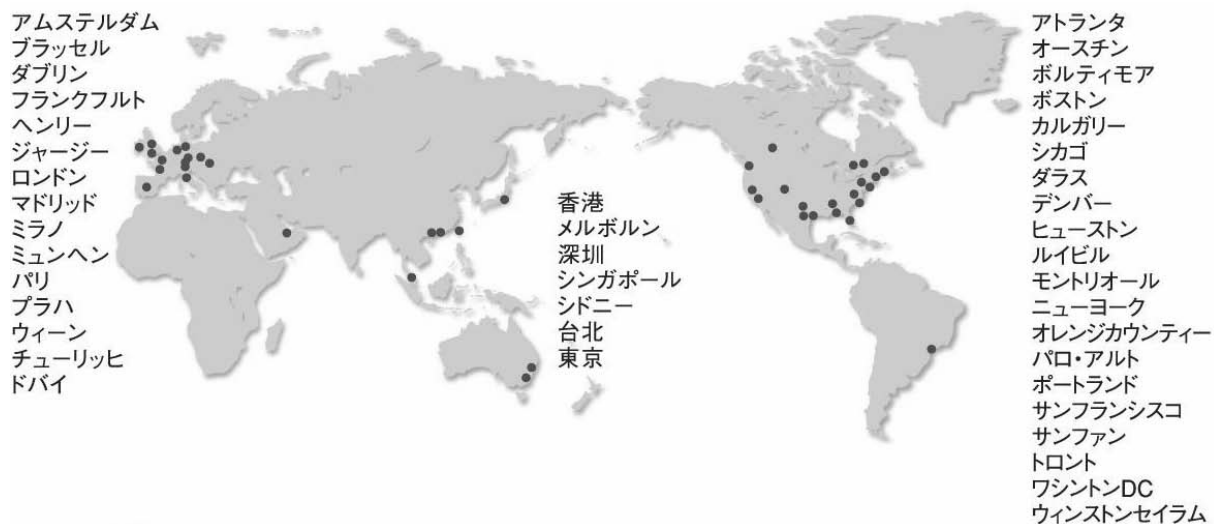 アムステルダム
ブラッセル
ダブリン
フランクフルト
ヘンリー
ジャージー
ロンドン
マドリッド
ミラノ
ミュンヘン
パリ
プラハ
ウィーン
チューリッヒ
ドバイ
香港
メルボルン
深圳
シンガポール
シドニー
台北
東京
アトランタ
オースチン
ボルティモア
ボストン
カルガリー
シカゴ
ダラス
デンバー
ヒューストン
ルイビル
モントリオール
ニューヨーク
オレンジカウンティー
パロ・アルト
ポートランド
サンフランシスコ
サンファン
トロント
ワシントンDC
ウィンストンセイラム